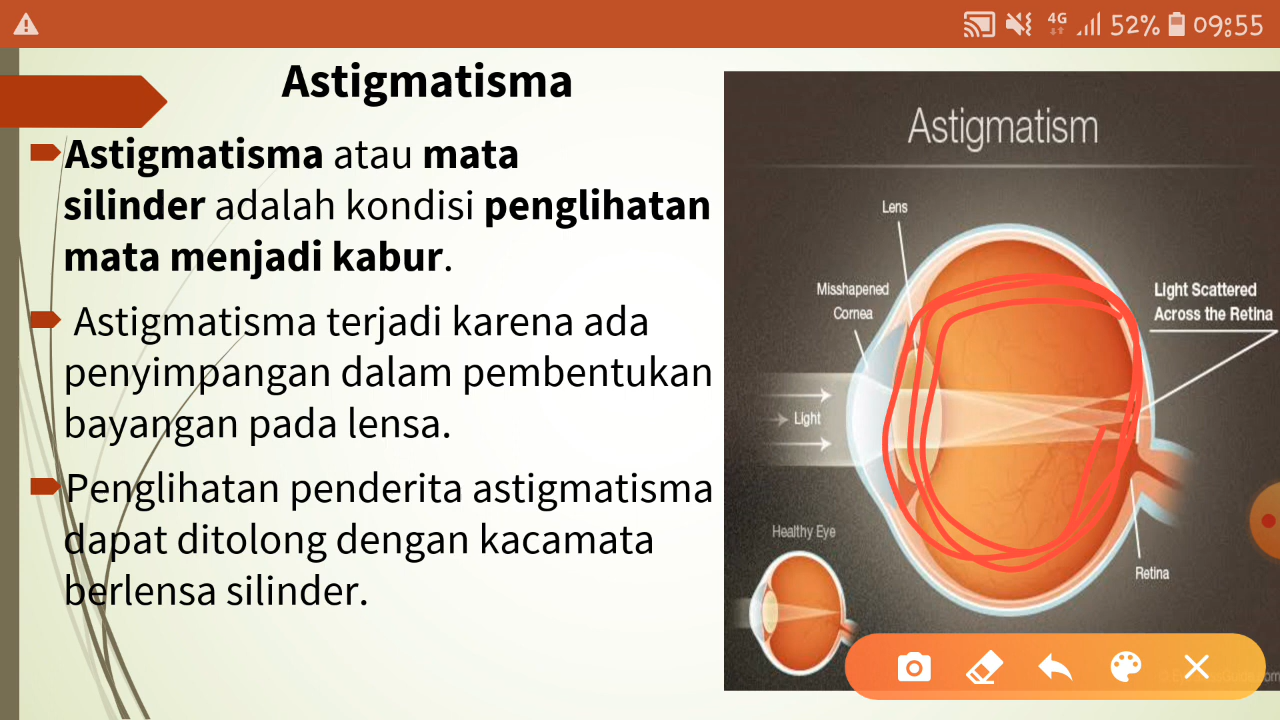 4G 52% 09:55
Astigmatisma
Astigmatisma atau mata
silinder adalah kondisi penglihatan
mata menjadi kabur.
Astigmatisma terjadi karena ada
penyimpangan dalam pembentukan
bayangan pada lensa.
Penglihatan penderita astigmatisma
dapat ditolong dengan kacamata
berlensa silinder.
Astigmatism
Lens
Misshapened
Cornea
Light Scattered
Across the Retina
Light
Healthy Eye
Retina